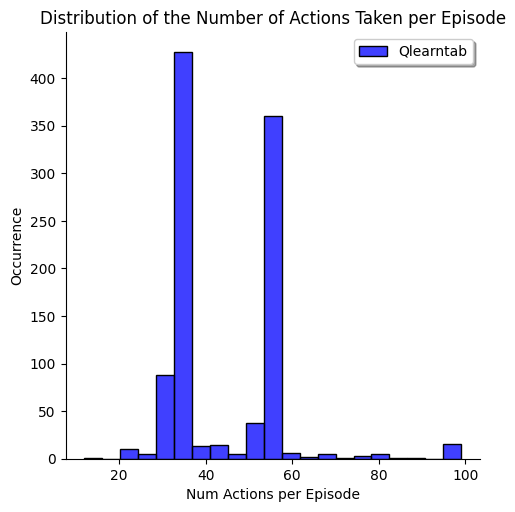 Distribution of the Number of Actions Taken per Episode
Qlearntab
400
350
300
250
200
150
100
50
0
Occurrence
20 40 60 80 100
Num Actions per Episode